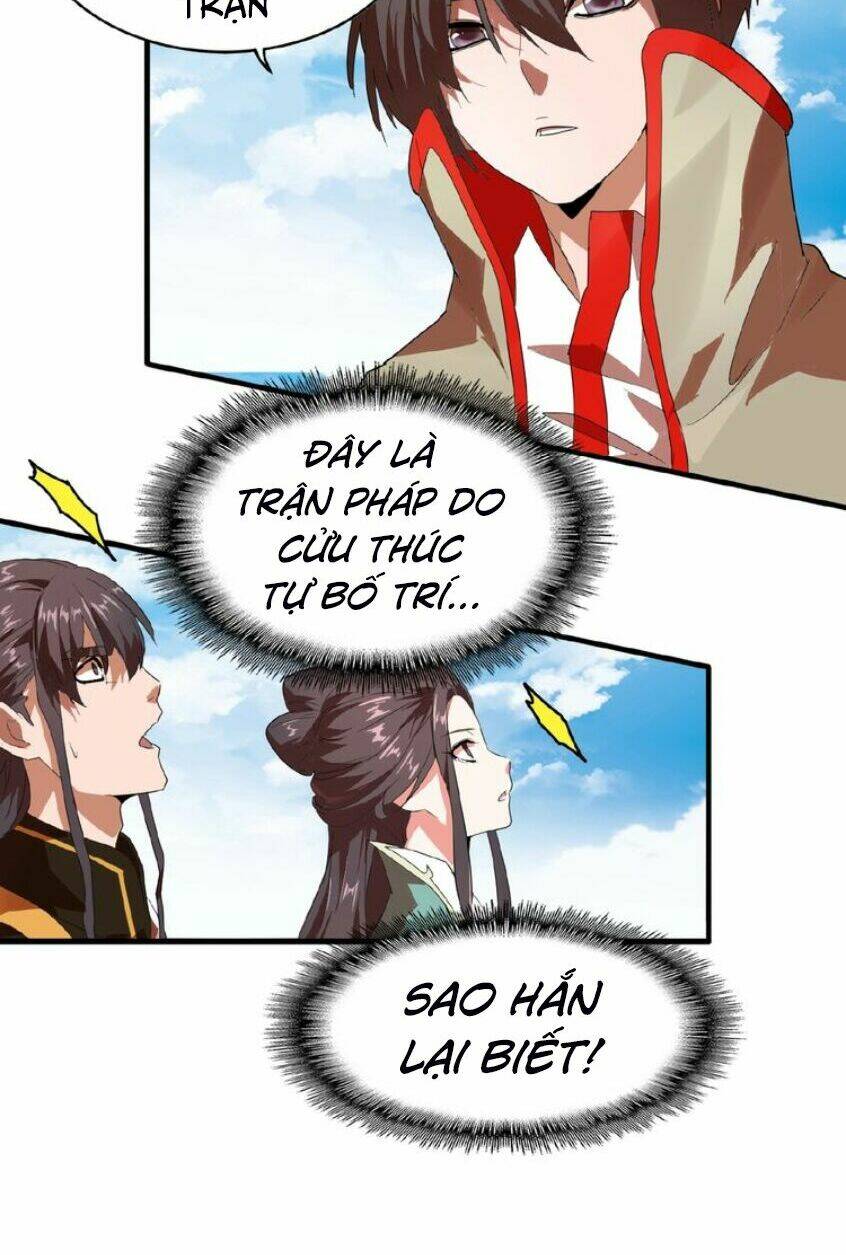 TRẬN
ĐÂY LÀ
TRẬN PHÁP DO
CỬU THÚC
TỰ BỐ TRÍ...
SAO HẮN
LẠI BIẾT!